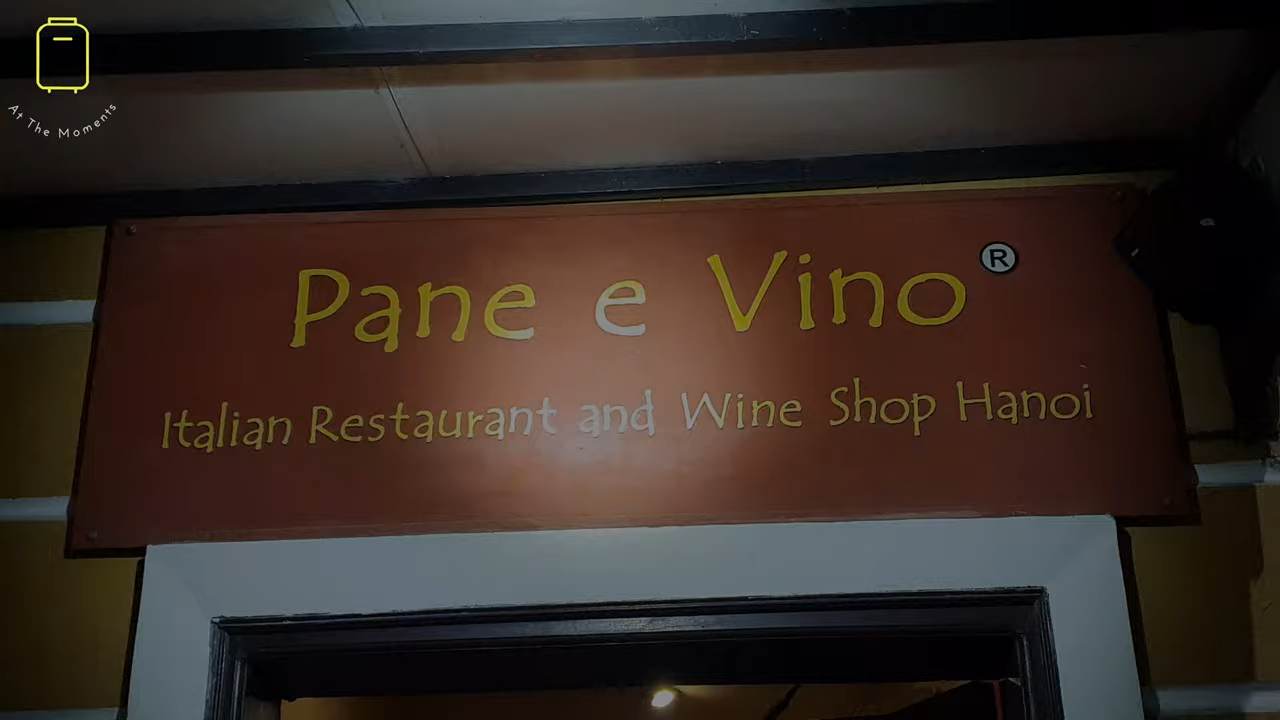 At The Moments
Pane e Vino ®
Italian Restaurant and Wine Shop Hanoi